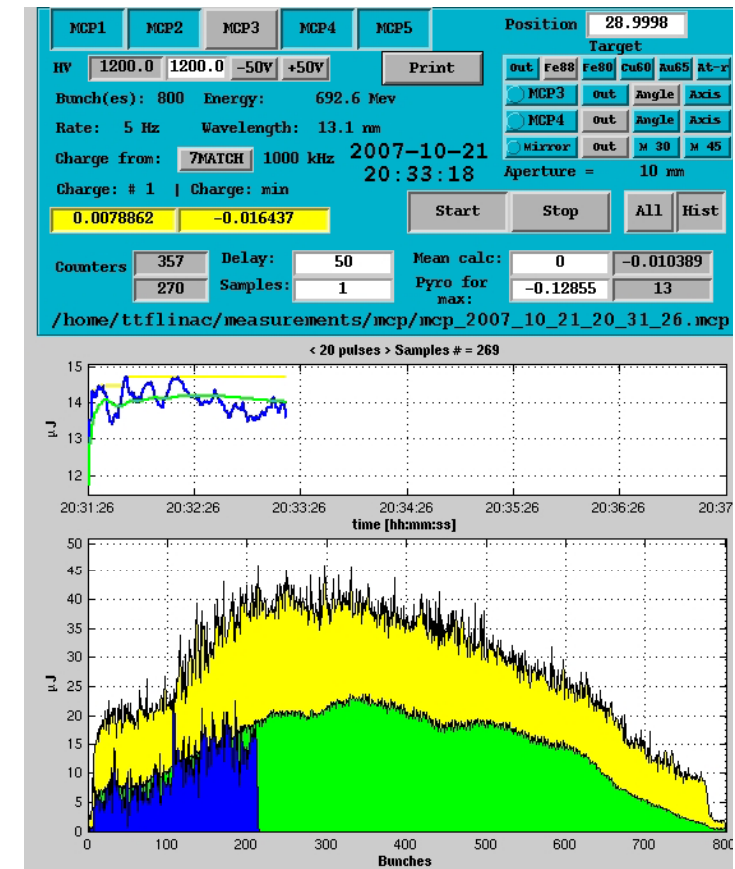 MCP1 MCP2 MCP3 MCP4 MCP5 Position 28.9998
Target
HV 1200.0 1200.0 -50V +50V Print Out Fe88 Fe80 Cu60 Au65 At-r
Bunch(es): 800 Energy: 692.6 Mev MCP3 Out Angle Axis
Rate: 5 Hz Wavelength: 13.1 nm MCP4 Out Angle Axis
Charge from: 7MATCH 1000 kHz 2007-10-21 Mirror Out M 30 M 45
20:33:18 Aperture = 10 mm
Charge: # 1 | Charge: min
0.0078862 -0.016437 Start Stop All Hist
Counters 357 Delay: 50 Mean calc: 0 -0.010389
270 Samples: 1 Pyro for max: -0.12855 13
/home/ttflinac/measurements/mcp/mcp_2007_10_21_20_31_26.mcp
< 20 pulses > Samples # = 269
15
14
µJ
13
12
20:31:26 20:32:26 20:33:26 20:34:26 20:35:26 20:36:26 20:37
time [hh:mm:ss]
50
45
40
35
30
µJ
25
20
15
10
5
0
0 100 200 300 400 500 600 700 800
Bunches